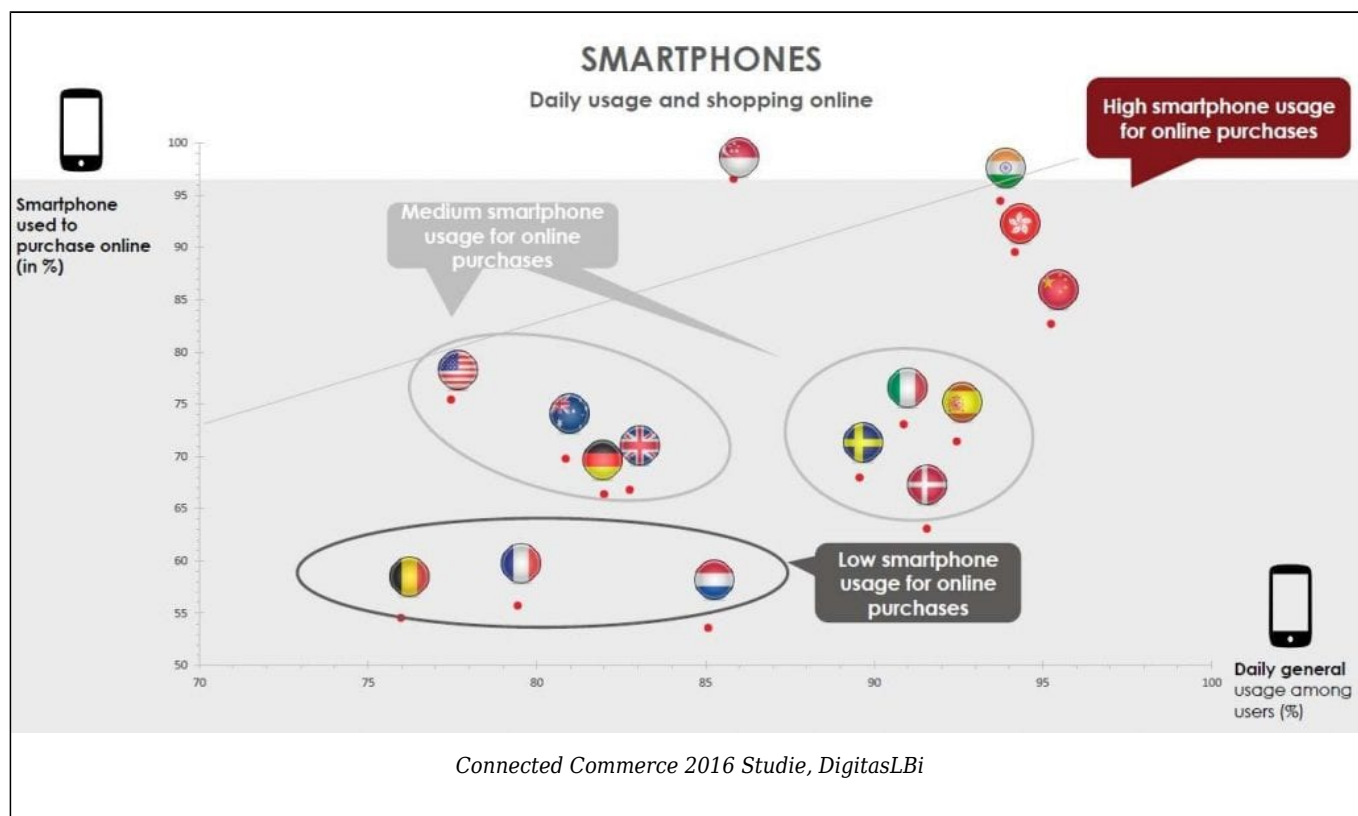 SMARTPHONES
Daily usage and shopping online
High smartphone usage
for online purchases
Smartphone
used to
purchase online
(in %)
Medium smartphone
usage for online
purchases
100
95
90
85
80
75
70
65
60
55
50
Low smartphone
usage for online
purchases
70
75
80
85
90
95
100
Daily general
usage among
users (%)
Connected Commerce 2016 Studie, DigitasLBi